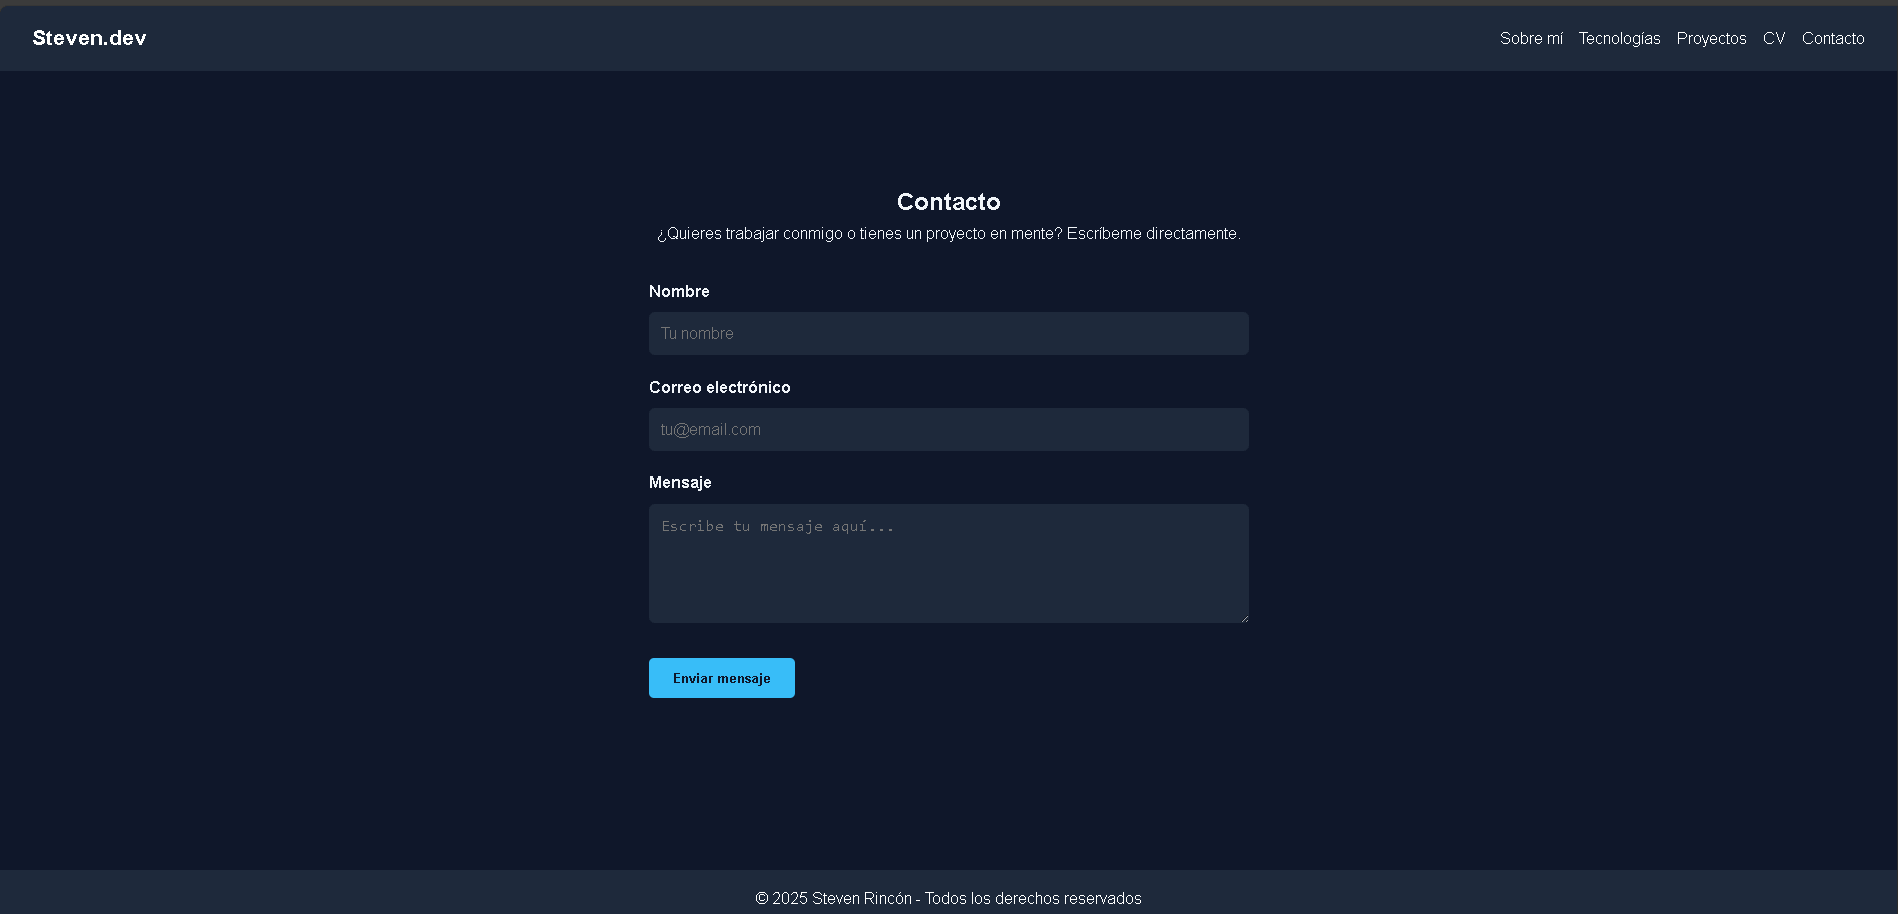 Steven.dev
Sobre mí Tecnologías Proyectos CV Contacto
Contacto
¿Quieres trabajar conmigo o tienes un proyecto en mente? Escríbeme directamente.
Nombre
Tu nombre
Correo electrónico
tu@email.com
Mensaje
Escribe tu mensaje aquí...
Enviar mensaje
© 2025 Steven Rincón - Todos los derechos reservados